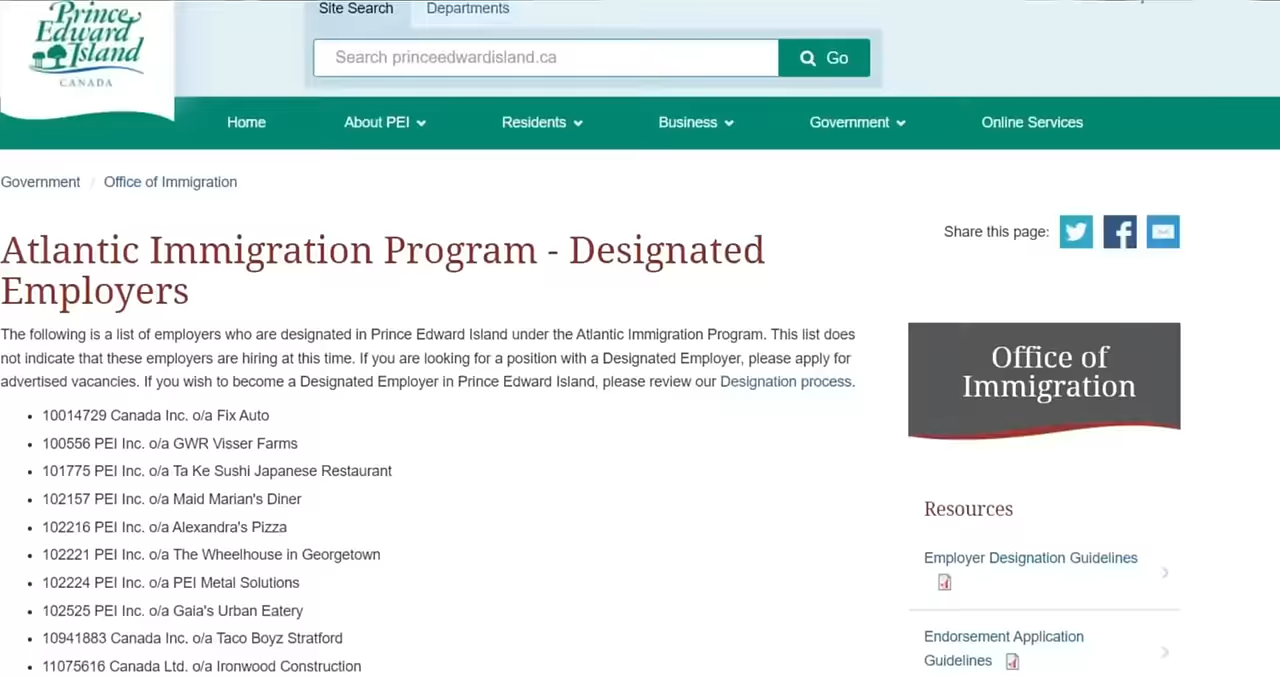 Prince
Edward
Island
CANADA
Site Search
Departments
Search princeedwardisland.ca
Go
Home
About PEI
Residents
Business
Government
Online Services
Government / Office of Immigration
Share this page:
Atlantic Immigration Program - Designated
Employers
The following is a list of employers who are designated in Prince Edward Island under the Atlantic Immigration Program. This list does
not indicate that these employers are hiring at this time. If you are looking for a position with a Designated Employer, please apply for
advertised vacancies. If you wish to become a Designated Employer in Prince Edward Island, please review our Designation process.
• 10014729 Canada Inc. o/a Fix Auto
• 100556 PEI Inc. o/a GWR Visser Farms
• 101775 PEI Inc. o/a Ta Ke Sushi Japanese Restaurant
• 102157 PEI Inc. o/a Maid Marian's Diner
• 102216 PEI Inc. o/a Alexandra's Pizza
• 102221 PEI Inc. o/a The Wheelhouse in Georgetown
• 102224 PEI Inc. o/a PEI Metal Solutions
• 102525 PEI Inc. o/a Gaia's Urban Eatery
• 10941883 Canada Inc. o/a Taco Boyz Stratford
• 11075616 Canada Ltd. o/a Ironwood Construction
Office of
Immigration
Resources
Employer Designation Guidelines
Endorsement Application
Guidelines